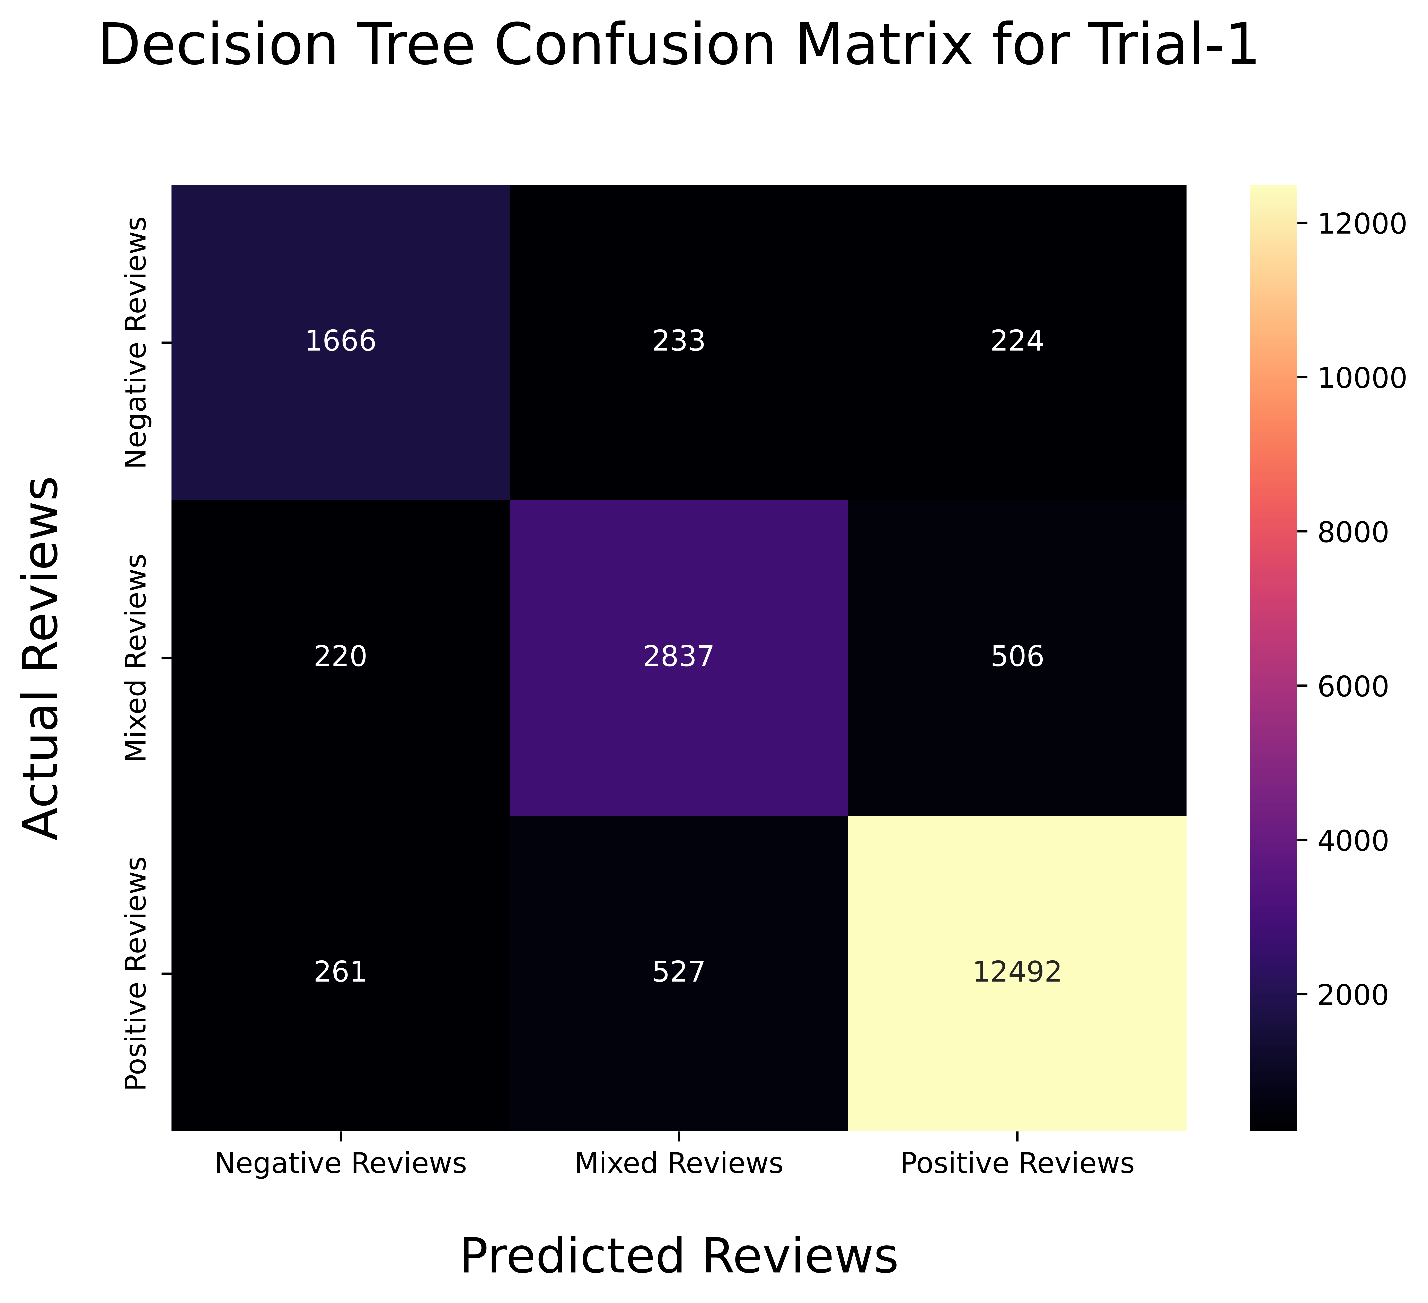 Decision Tree Confusion Matrix for Trial-1
Actual Reviews
Negative Reviews
1666 233 224
Mixed Reviews
220 2837 506
Positive Reviews
261 527 12492
Negative Reviews Mixed Reviews Positive Reviews
Predicted Reviews
12000
10000
8000
6000
4000
2000